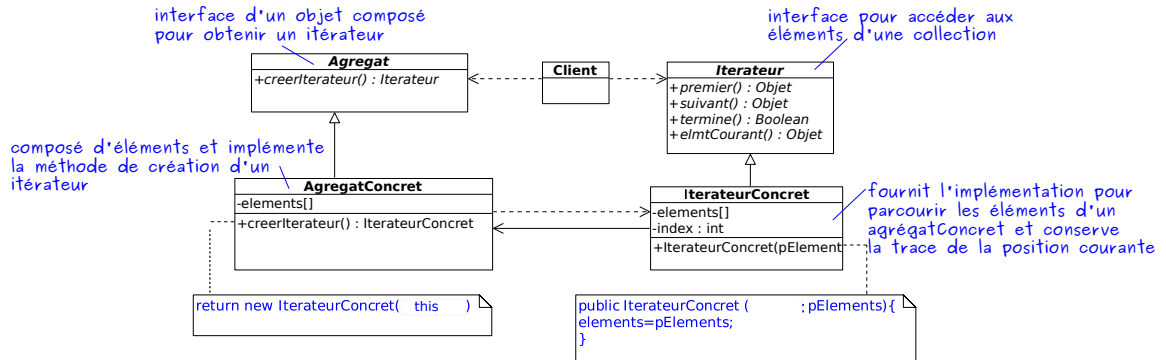 interface d'un objet composé
pour obtenir un itérateur
interface pour accéder aux
éléments d'une collection
Agregat
+creerIterateur() : Iterateur
Client
Iterateur
+premier() : Objet
+suivant() : Objet
+termine() : Boolean
+elmtCourant() : Objet
composé d'éléments et implémente
la méthode de création d'un
itérateur
AgregatConcret
-elements[]
+creerIterateur() : IterateurConcret
IterateurConcret
-elements[]
-index : int
+IterateurConcret(pElement
fournit l'implémentation pour
parcourir les éléments d'un
agrégatConcret et conserve
la trace de la position courante
return new IterateurConcret( this )
public IterateurConcret ( ; pElements){
elements=pElements;
}